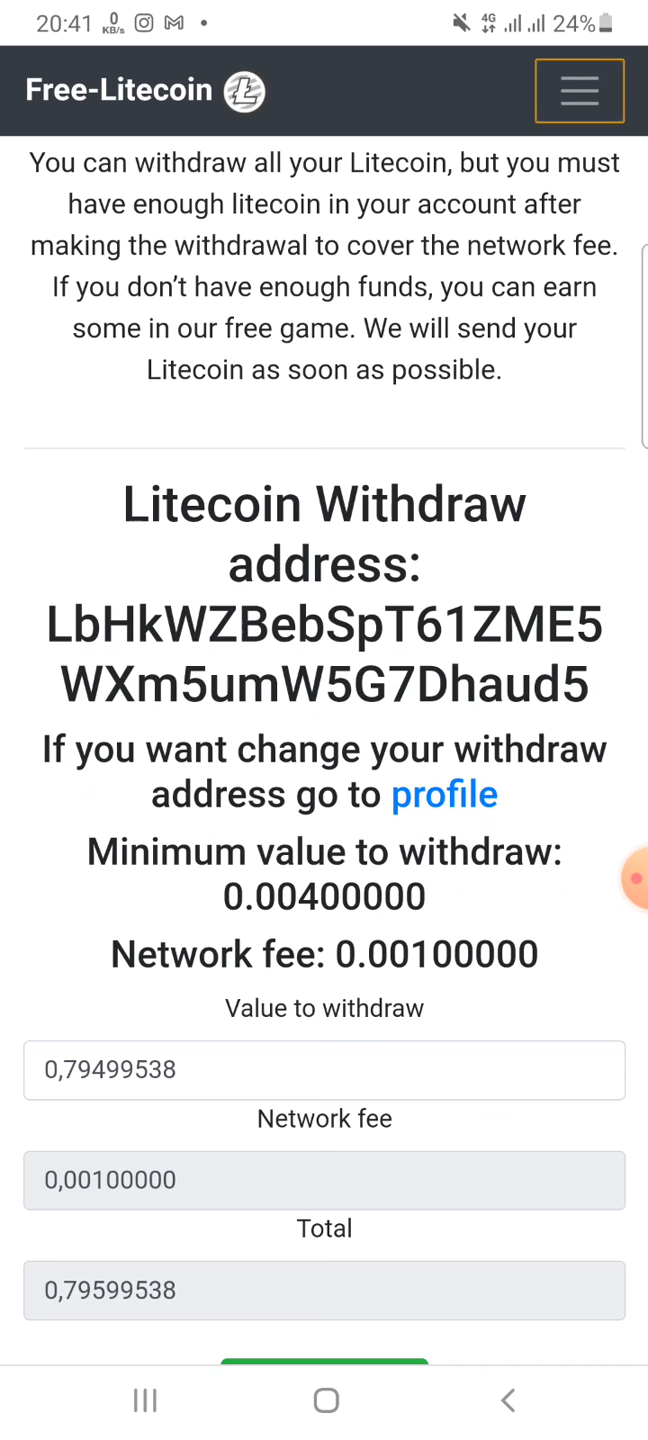 20:41 0 KB/s 4G 24%
Free-Litecoin
You can withdraw all your Litecoin, but you must
have enough litecoin in your account after
making the withdrawal to cover the network fee.
If you don’t have enough funds, you can earn
some in our free game. We will send your
Litecoin as soon as possible.
Litecoin Withdraw
address:
LbHkWZBebSpT61ZME5
WXm5umW5G7Dhaud5
If you want change your withdraw
address go to profile
Minimum value to withdraw:
0.00400000
Network fee: 0.00100000
Value to withdraw
0,79499538
Network fee
0,00100000
Total
0,79599538